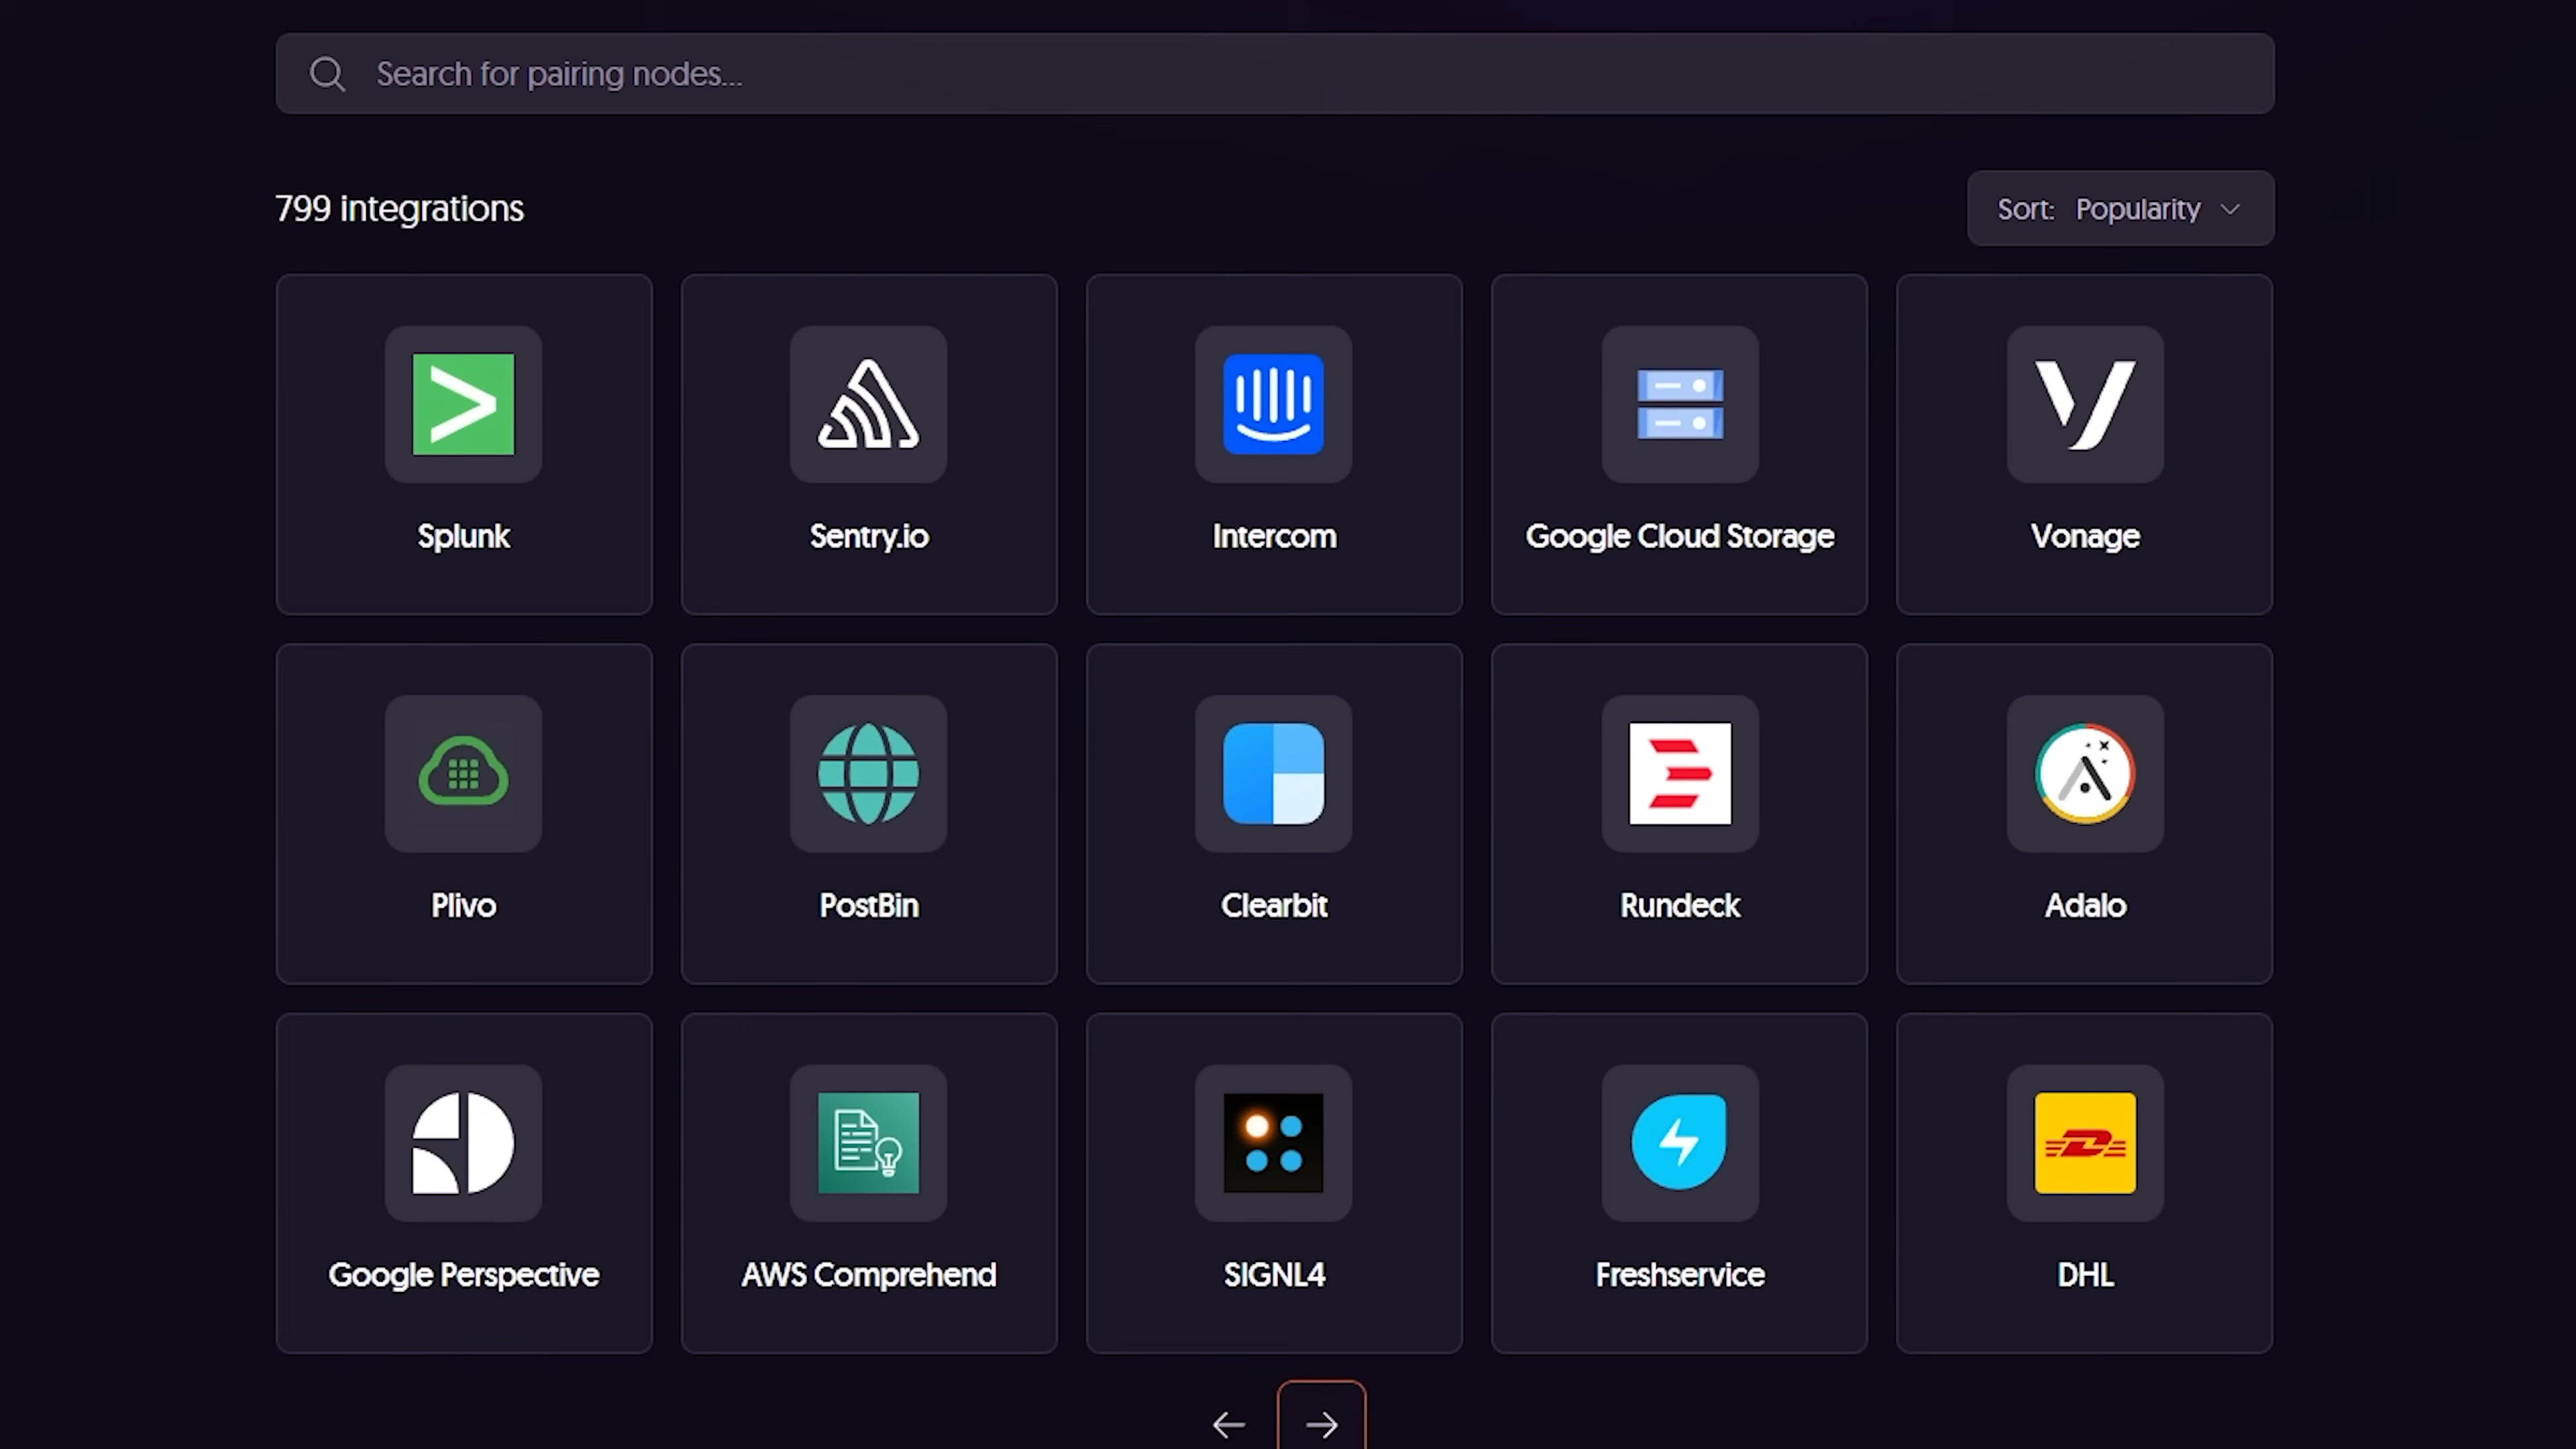 Search for pairing nodes...
799 integrations
Sort: Popularity
Splunk
Sentry.io
Intercom
Google Cloud Storage
Vonage
Plivo
PostBin
Clearbit
Rundeck
Adalo
Google Perspective
AWS Comprehend
SIGNL4
Freshservice
DHL